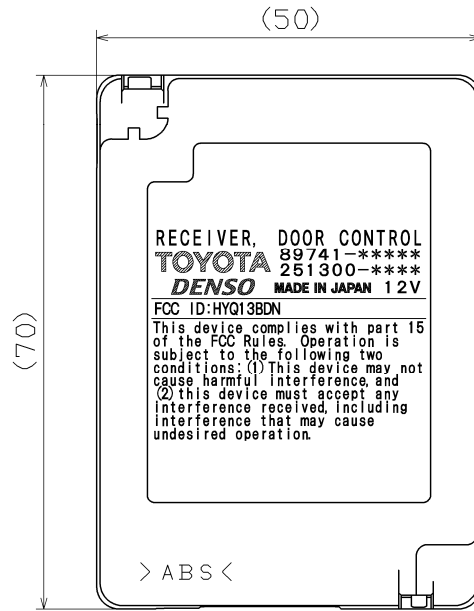 (50)
(70)
RECEIVER, DOOR CONTROL
TOYOTA 89741-*****
251300-****
DENSO MADE IN JAPAN 12V
FCC ID:HYQ13BDN
This device complies with part 15
of the FCC Rules. Operation is
subject to the following two
conditions: (1) This device may not
cause harmful interference, and
(2) this device must accept any
interference received, including
interference that may cause
undesired operation.
>ABS<